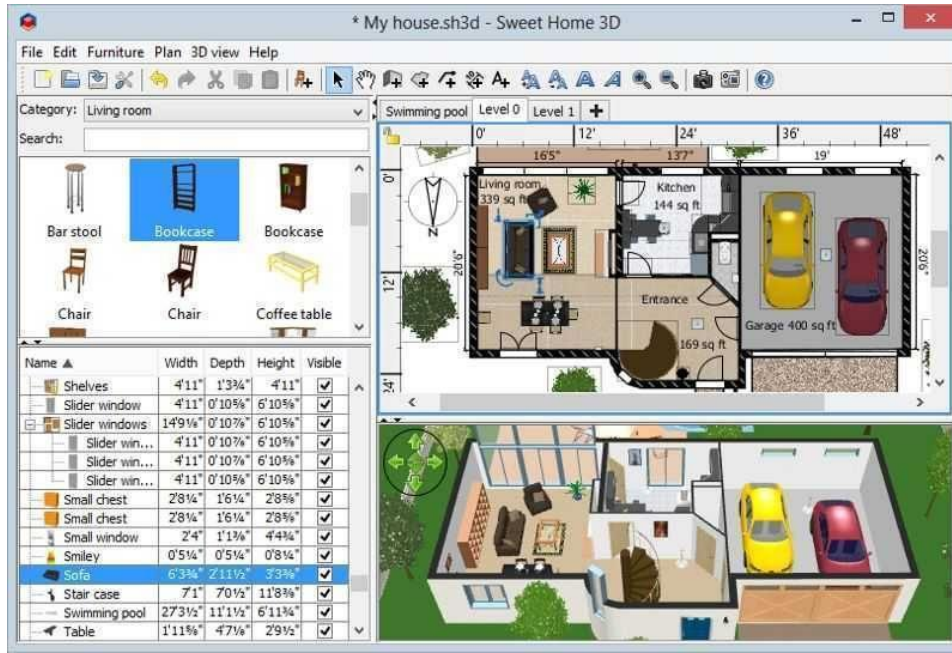 * My house.sh3d - Sweet Home 3D
File Edit Furniture Plan 3D view Help
Category: Living room
Search:
Bar stool Bookcase Bookcase
Chair Chair Coffee table
Swimming pool Level 0 Level 1
0' 12' 24' 36' 48'
16'5" 13'7" 19'
0'
Living room
339 sq ft
Kitchen
144 sq ft
N
20'6"
20'6"
12'
Entrance
Garage 400 sq ft
169 sq ft
24'
Name Width Depth Height Visible
Shelves 4'11" 1'3¾" 4'11"
Slider window 4'11" 0'10⅝" 6'10⅝"
Slider windows 14'9⅛" 0'10⅞" 6'10⅝"
Slider win... 4'11" 0'10⅞" 6'10⅝"
Slider win... 4'11" 0'10⅞" 6'10⅝"
Slider win... 4'11" 0'10⅝" 6'10⅝"
Small chest 2'8¼" 1'6¼" 2'8⅝"
Small chest 2'8¼" 1'6¼" 2'8⅝"
Small window 2'4" 1'1⅜" 4'4¾"
Smiley 0'5¼" 0'5¼" 0'8¼"
Sofa 6'3¾" 2'11½" 3'3⅜"
Stair case 7'1" 7'0½" 11'8⅜"
Swimming pool 27'3½" 11'1½" 6'11¾"
Table 1'11⅝" 4'7⅛" 2'9½"